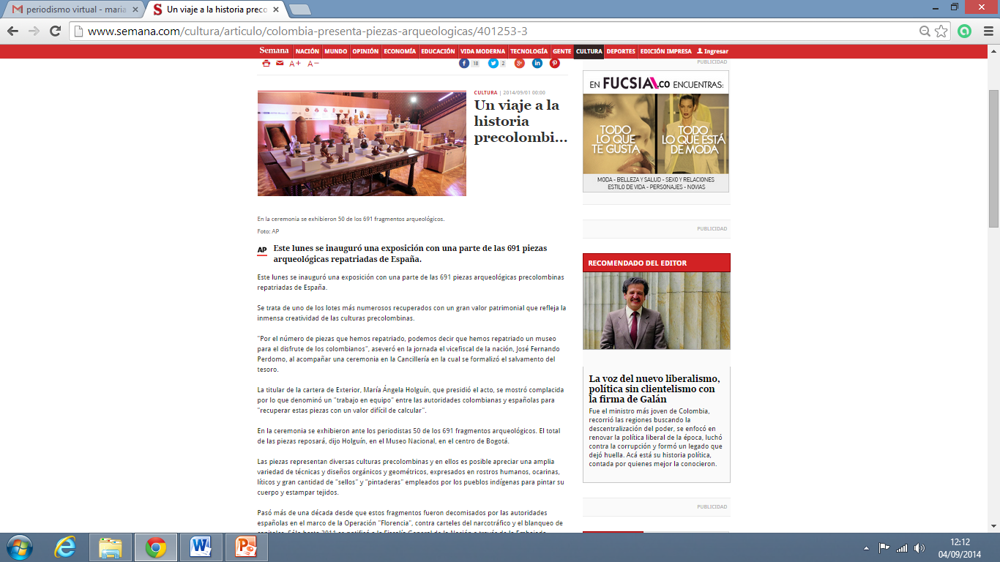 periodismo virtual - maria
Un viaje a la historia preco
www.semana.com/cultura/articulo/colombia-presenta-piezas-arqueologicas/401253-3
Semana NACIÓN MUNDO OPINIÓN ECONOMÍA EDUCACIÓN VIDA MODERNA TECNOLOGÍA GENTE CULTURA DEPORTES EDICIÓN IMPRESA Ingresar
A+ A− 18 2
PUBLICIDAD
CULTURA | 2014/09/01 00:00
Un viaje a la
historia
precolombi...
En la ceremonia se exhibieron 50 de los 691 fragmentos arqueológicos.
Foto: AP
AP
Este lunes se inauguró una exposición con una parte de las 691 piezas
arqueológicas repatriadas de España.
Este lunes se inauguró una exposición con una parte de las 691 piezas arqueológicas precolombinas
repatriadas de España.
Se trata de uno de los lotes más numerosos recuperados con un gran valor patrimonial que refleja la
inmensa creatividad de las culturas precolombinas.
"Por el número de piezas que hemos repatriado, podemos decir que hemos repatriado un museo
para el disfrute de los colombianos", aseveró en la jornada el vicefiscal de la nación, José Fernando
Perdomo, al acompañar una ceremonia en la Cancillería en la cual se formalizó el salvamento del
tesoro.
La titular de la cartera de Exterior, María Ángela Holguín, que presidió el acto, se mostró complacida
por lo que denominó un "trabajo en equipo" entre las autoridades colombianas y españolas para
"recuperar estas piezas con un valor difícil de calcular".
En la ceremonia se exhibieron ante los periodistas 50 de los 691 fragmentos arqueológicos. El total
de las piezas reposará, dijo Holguín, en el Museo Nacional, en el centro de Bogotá.
Las piezas representan diversas culturas precolombinas y en ellos es posible apreciar una amplia
variedad de técnicas y diseños orgánicos y geométricos, expresados en rostros humanos, ocarinas,
líticos y gran cantidad de "sellos" y "pintaderas" empleados por los pueblos indígenas para pintar su
cuerpo y estampar tejidos.
Pasó más de una década desde que estos fragmentos fueron decomisados por las autoridades
españolas en el marco de la Operación "Florencia", contra carteles del narcotráfico y el blanqueo de
EN FUCSIA.CO ENCUENTRAS:
TODO
LO QUE
TE GUSTA
TODO
LO QUE ESTÁ
DE MODA
MODA - BELLEZA Y SALUD - SEXO Y RELACIONES
ESTILO DE VIDA - PERSONAJES - NOVIAS
PUBLICIDAD
RECOMENDADO DEL EDITOR
La voz del nuevo liberalismo,
política sin clientelismo con
la firma de Galán
Fue el ministro más joven de Colombia,
recorrió las regiones buscando la
descentralización del poder, se enfocó en
renovar la política liberal de la época, luchó
contra la corrupción y formó un legado que
dejó huella. Acá está su historia política,
contada por quienes mejor la conocieron.
PUBLICIDAD
12:12
04/09/2014